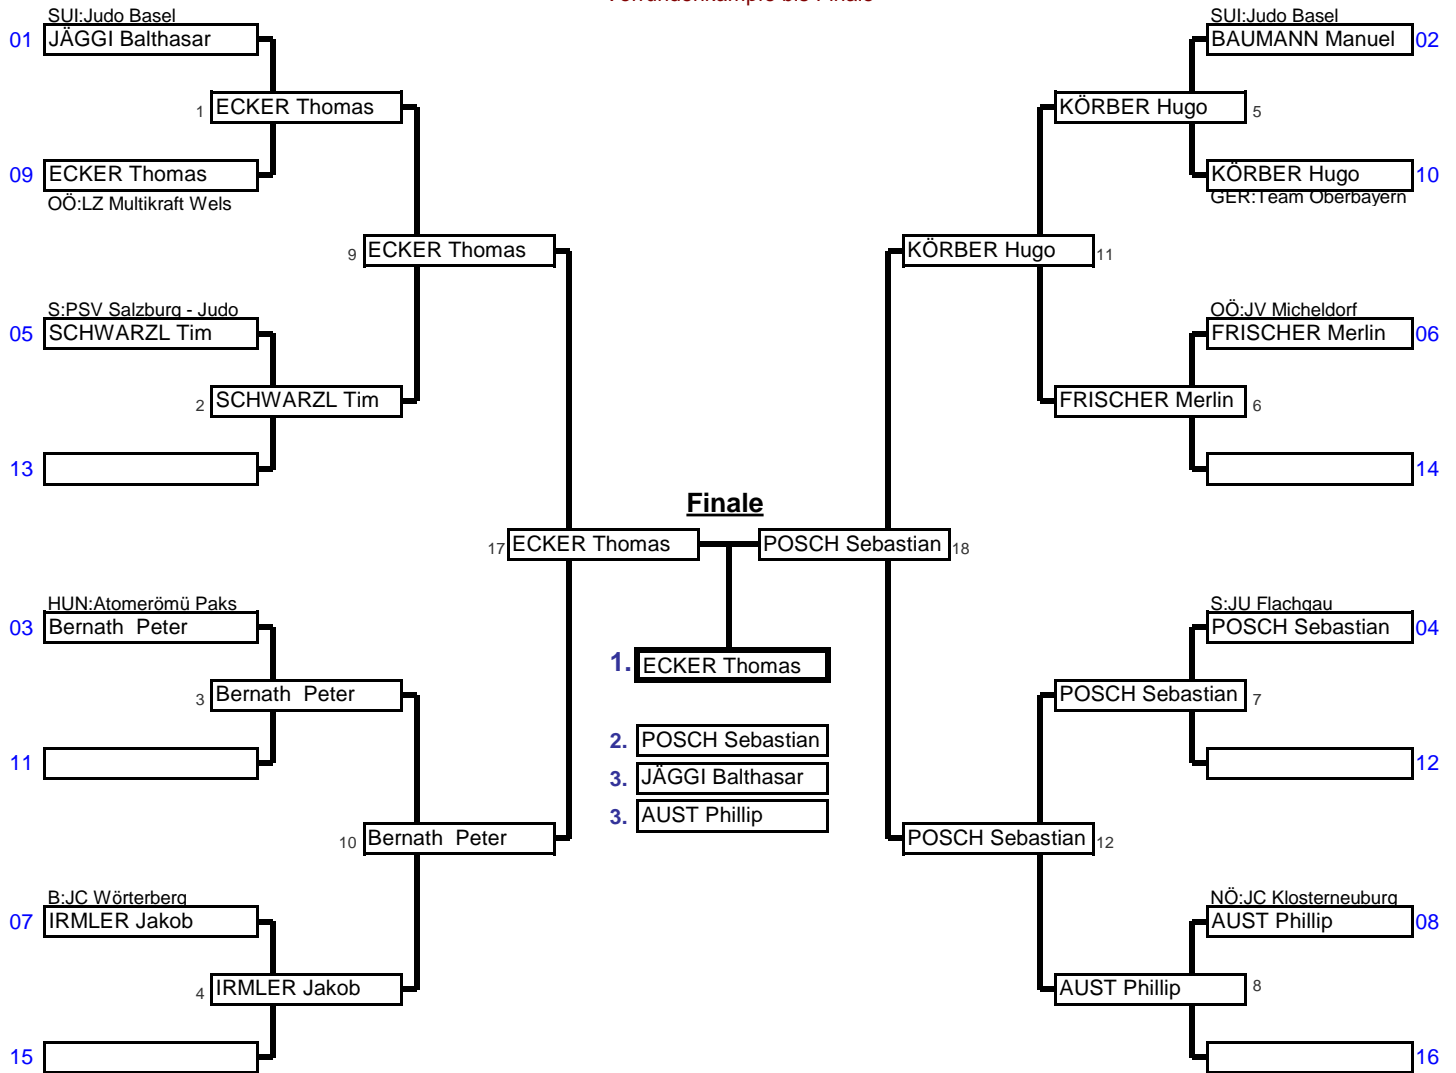 Vorrundenkämpfe bis Finale
SUI:Judo Basel
01 JÄGGI Balthasar
1 ECKER Thomas
09 ECKER Thomas
OÖ:LZ Multikraft Wels
9 ECKER Thomas
S:PSV Salzburg - Judo
05 SCHWARZL Tim
2 SCHWARZL Tim
13
17 ECKER Thomas
HUN:Atomerömü Paks
03 Bernath Peter
3 Bernath Peter
11
10 Bernath Peter
B:JC Wörterberg
07 IRMLER Jakob
4 IRMLER Jakob
15
Finale
1. ECKER Thomas
2. POSCH Sebastian
3. JÄGGI Balthasar
3. AUST Phillip
SUI:Judo Basel
BAUMANN Manuel 02
KÖRBER Hugo 5
KÖRBER Hugo 10
GER:Team Oberbayern
KÖRBER Hugo 11
OÖ:JV Micheldorf
FRISCHER Merlin 06
FRISCHER Merlin 6
14
POSCH Sebastian 18
S:JU Flachgau
POSCH Sebastian 04
POSCH Sebastian 7
12
POSCH Sebastian 12
NÖ:JC Klosterneuburg
AUST Phillip 08
AUST Phillip 8
16